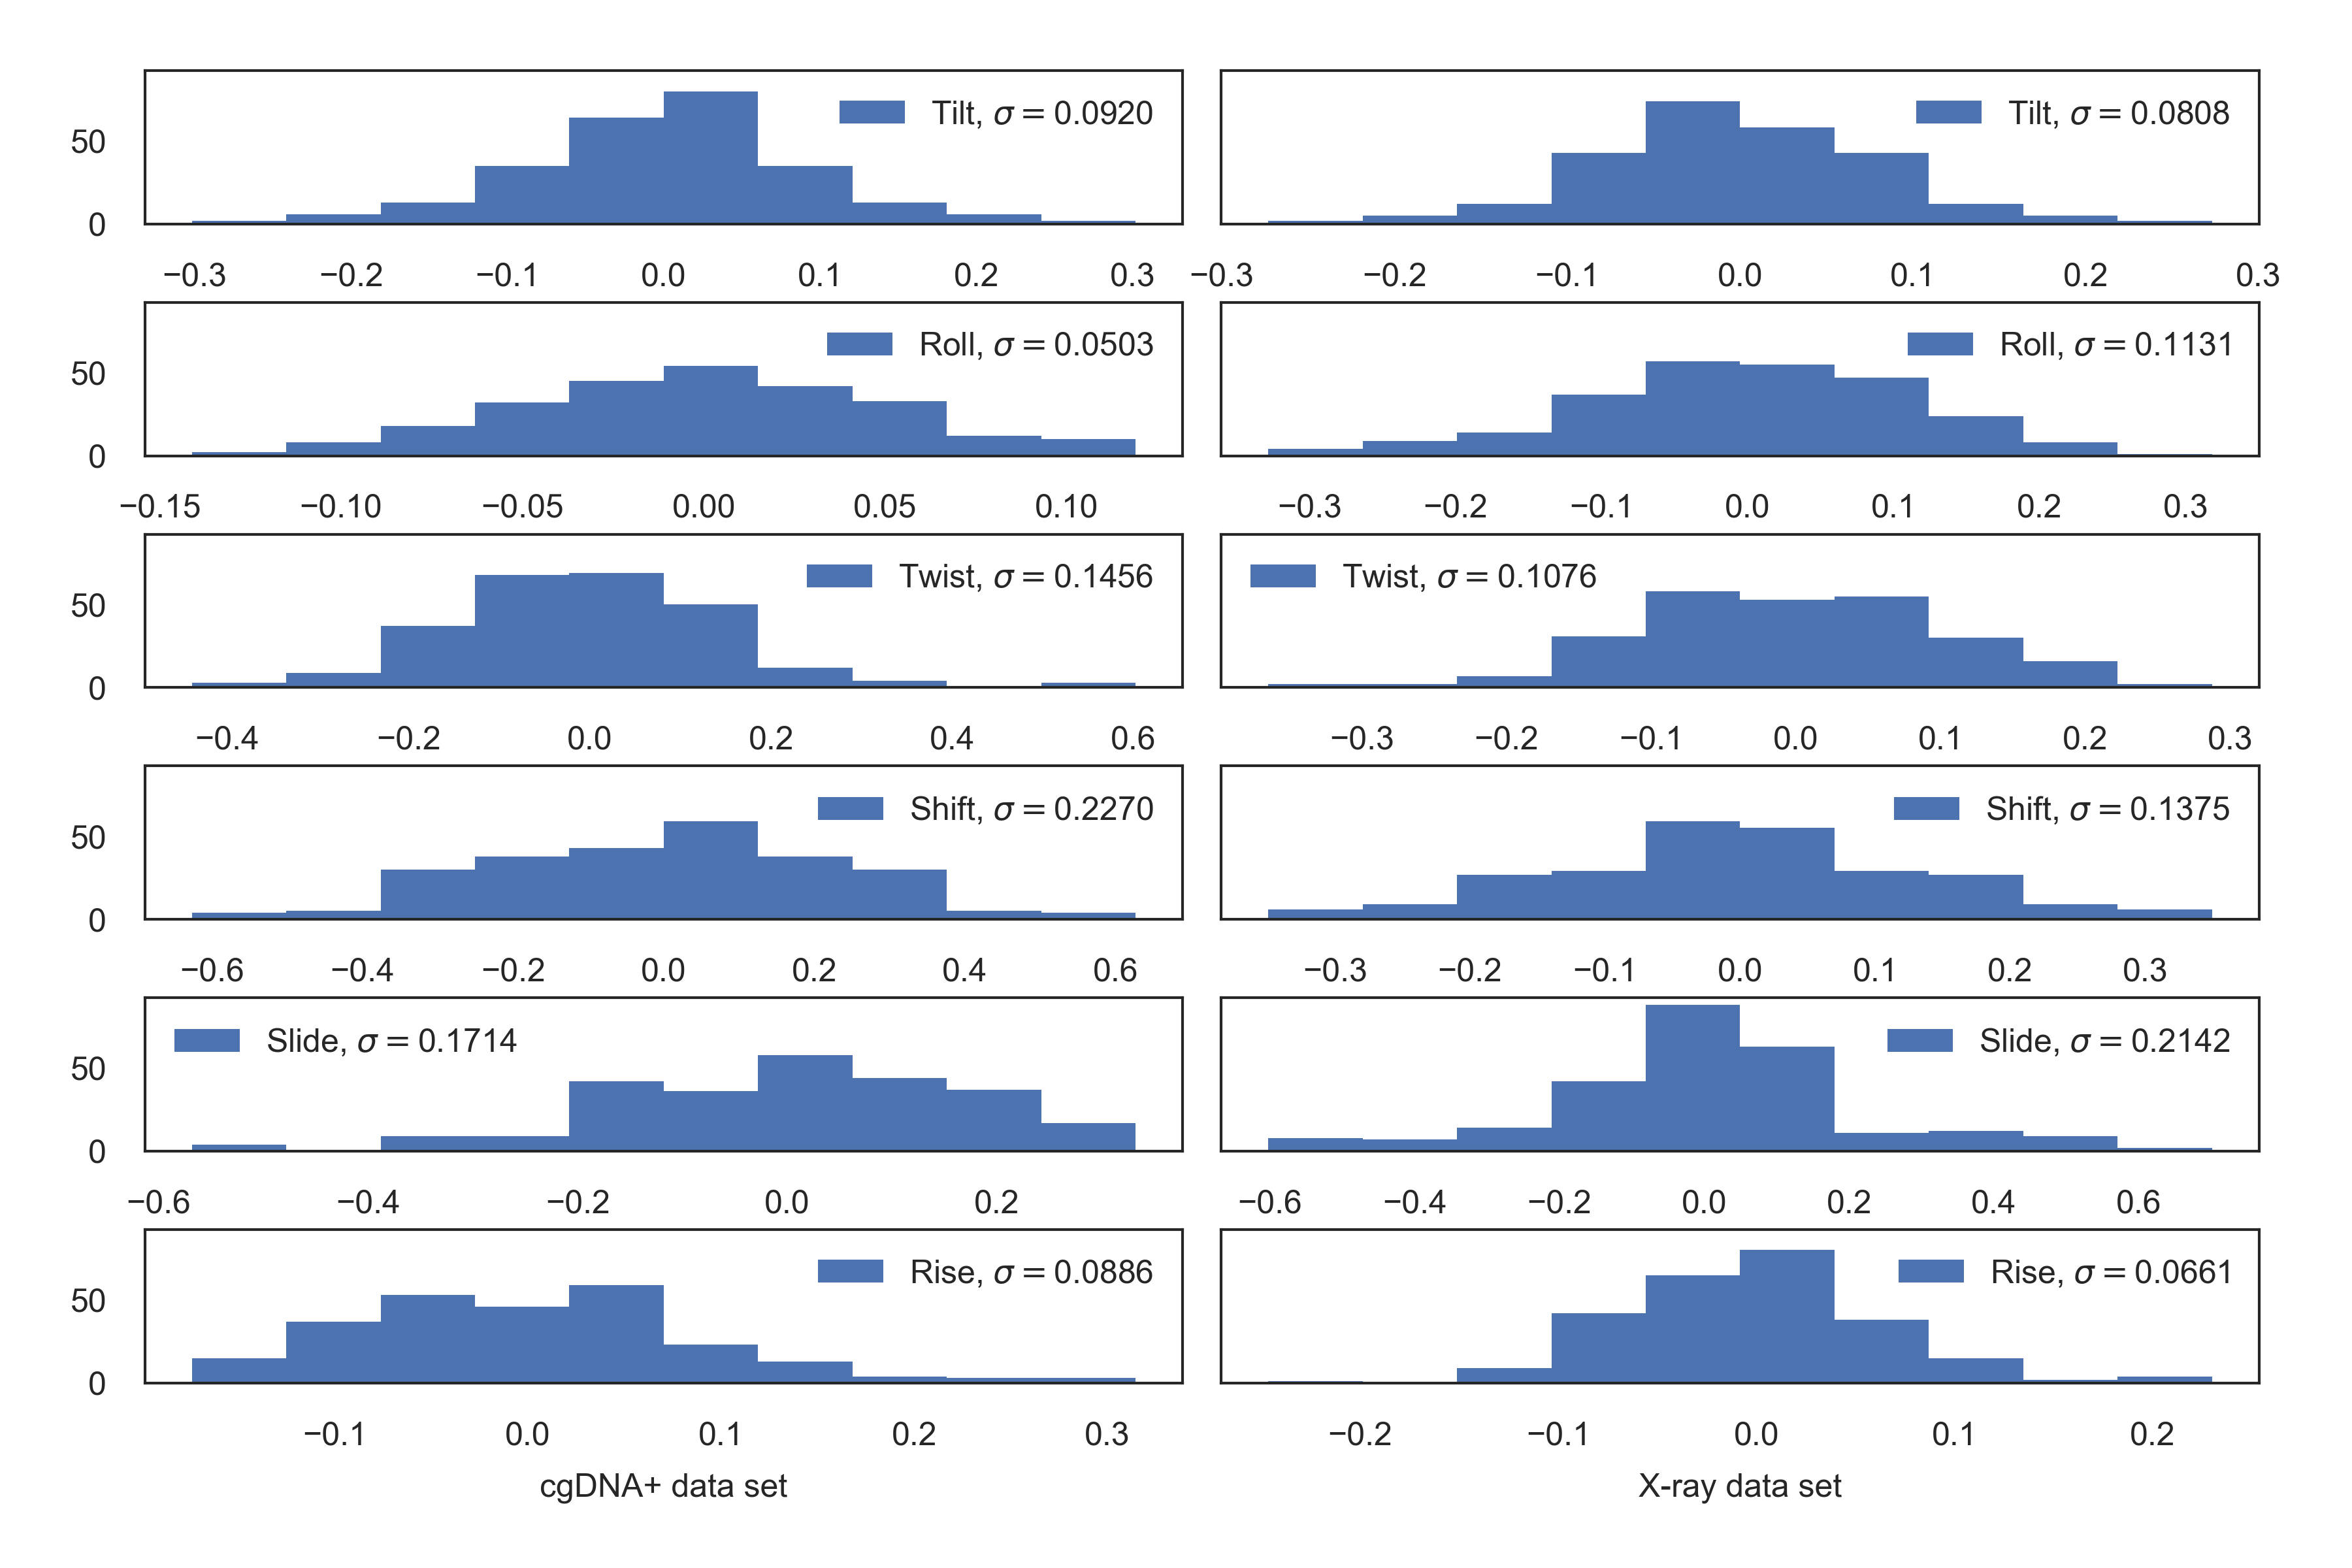 Tilt, σ = 0.0920
50
0
−0.3 −0.2 −0.1 0.0 0.1 0.2 0.3
Tilt, σ = 0.0808
−0.3 −0.2 −0.1 0.0 0.1 0.2 0.3
Roll, σ = 0.0503
50
0
−0.15 −0.10 −0.05 0.00 0.05 0.10
Roll, σ = 0.1131
−0.3 −0.2 −0.1 0.0 0.1 0.2 0.3
Twist, σ = 0.1456
50
0
−0.4 −0.2 0.0 0.2 0.4 0.6
Twist, σ = 0.1076
−0.3 −0.2 −0.1 0.0 0.1 0.2 0.3
Shift, σ = 0.2270
50
0
−0.6 −0.4 −0.2 0.0 0.2 0.4 0.6
Shift, σ = 0.1375
−0.3 −0.2 −0.1 0.0 0.1 0.2 0.3
Slide, σ = 0.1714
50
0
−0.6 −0.4 −0.2 0.0 0.2
Slide, σ = 0.2142
−0.6 −0.4 −0.2 0.0 0.2 0.4 0.6
Rise, σ = 0.0886
50
0
−0.1 0.0 0.1 0.2 0.3
cgDNA+ data set
Rise, σ = 0.0661
−0.2 −0.1 0.0 0.1 0.2
X-ray data set